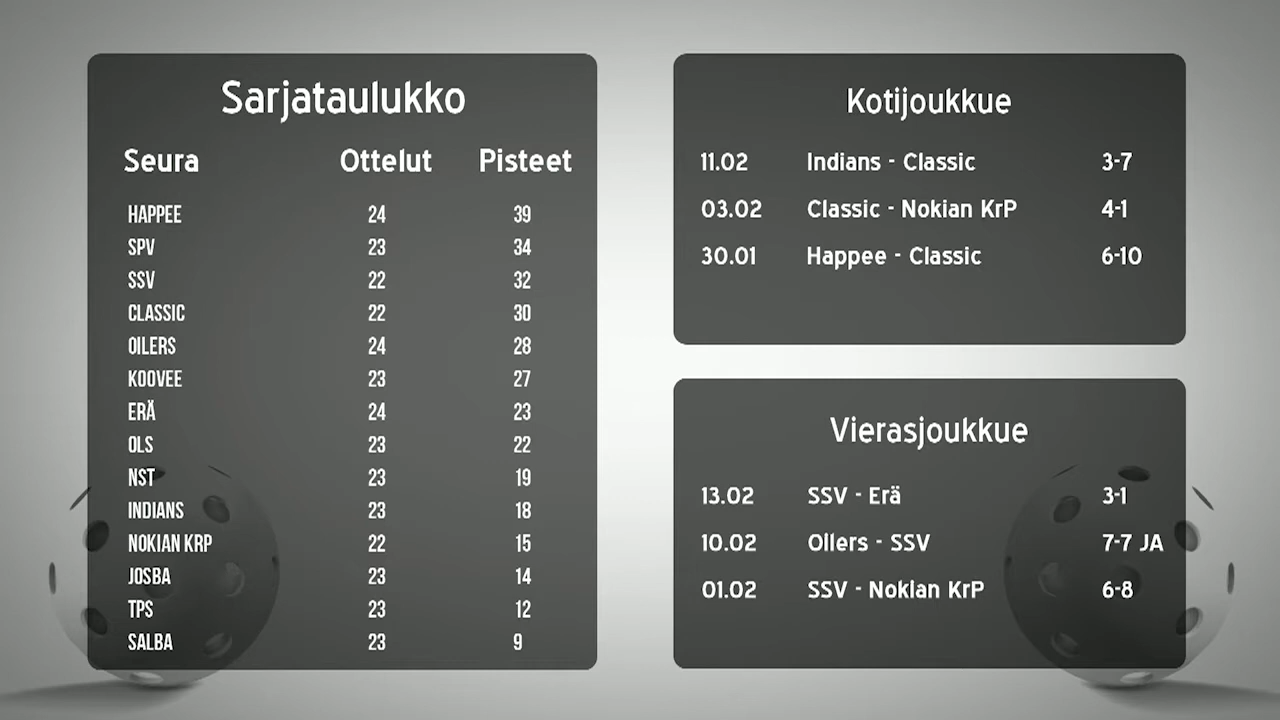 Sarjataulukko
Seura Ottelut Pisteet
HAPPEE 24 39
SPV 23 34
SSV 22 32
CLASSIC 22 30
OILERS 24 28
KOOVEE 23 27
ERÄ 24 23
OLS 23 22
NST 23 19
INDIANS 23 18
NOKIAN KRP 22 15
JOSBA 23 14
TPS 23 12
SALBA 23 9
Kotijoukkue
11.02 Indians - Classic 3-7
03.02 Classic - Nokian KrP 4-1
30.01 Happee - Classic 6-10
Vierasjoukkue
13.02 SSV - Erä 3-1
10.02 Oilers - SSV 7-7 JA
01.02 SSV - Nokian KrP 6-8